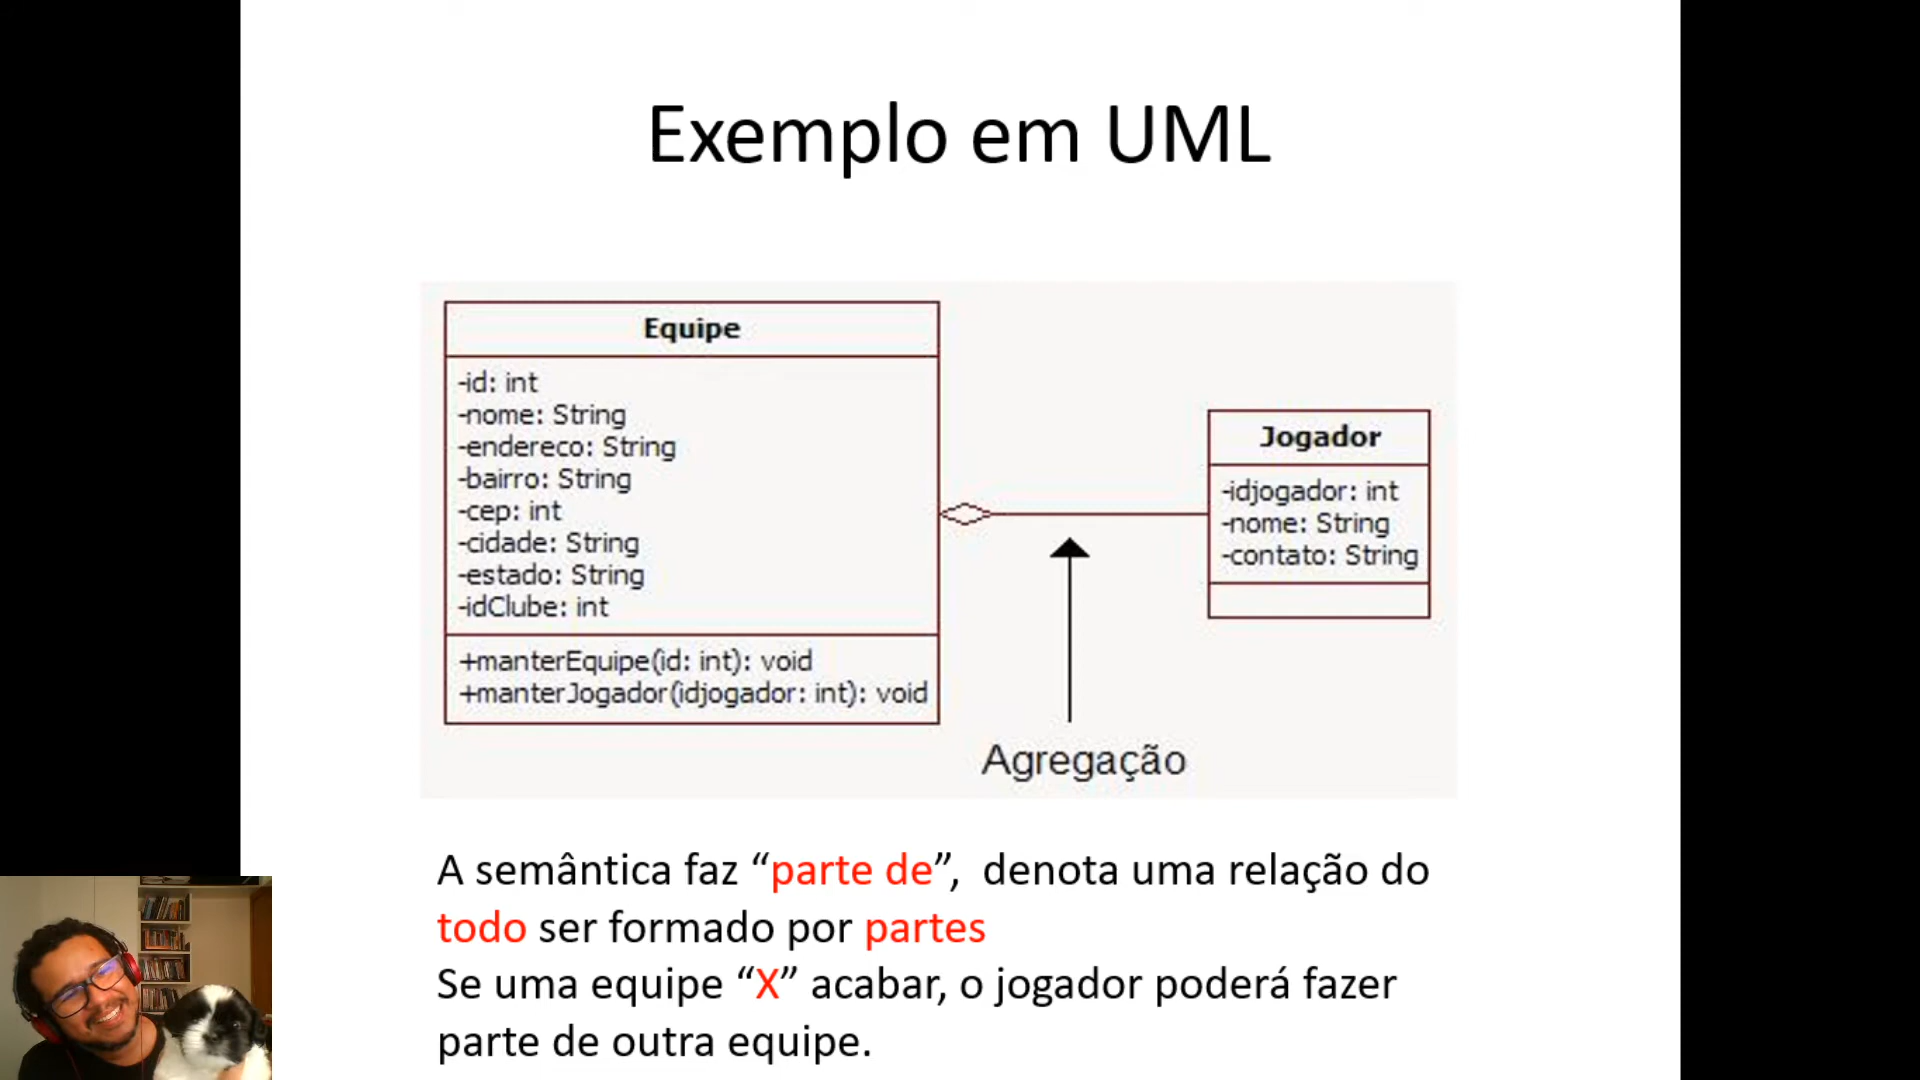 Exemplo em UML
Equipe
-id: int
-nome: String
-endereco: String
-bairro: String
-cep: int
-cidade: String
-estado: String
-idClube: int
+manterEquipe(id: int): void
+manterJogador(idjogador: int): void
Jogador
-idjogador: int
-nome: String
-contato: String
Agregação
A semântica faz “parte de”,  denota uma relação do
todo ser formado por partes
Se uma equipe “X” acabar, o jogador poderá fazer
parte de outra equipe.